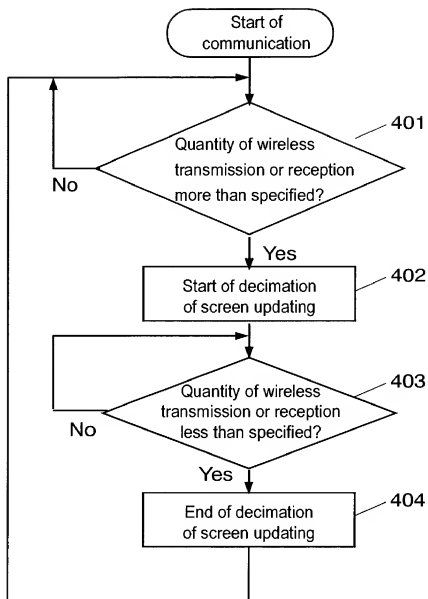 Start of
communication
401
Quantity of wireless
transmission or reception
more than specified?
No
Yes
402
Start of decimation
of screen updating
403
Quantity of wireless
transmission or reception
less than specified?
No
Yes
404
End of decimation
of screen updating